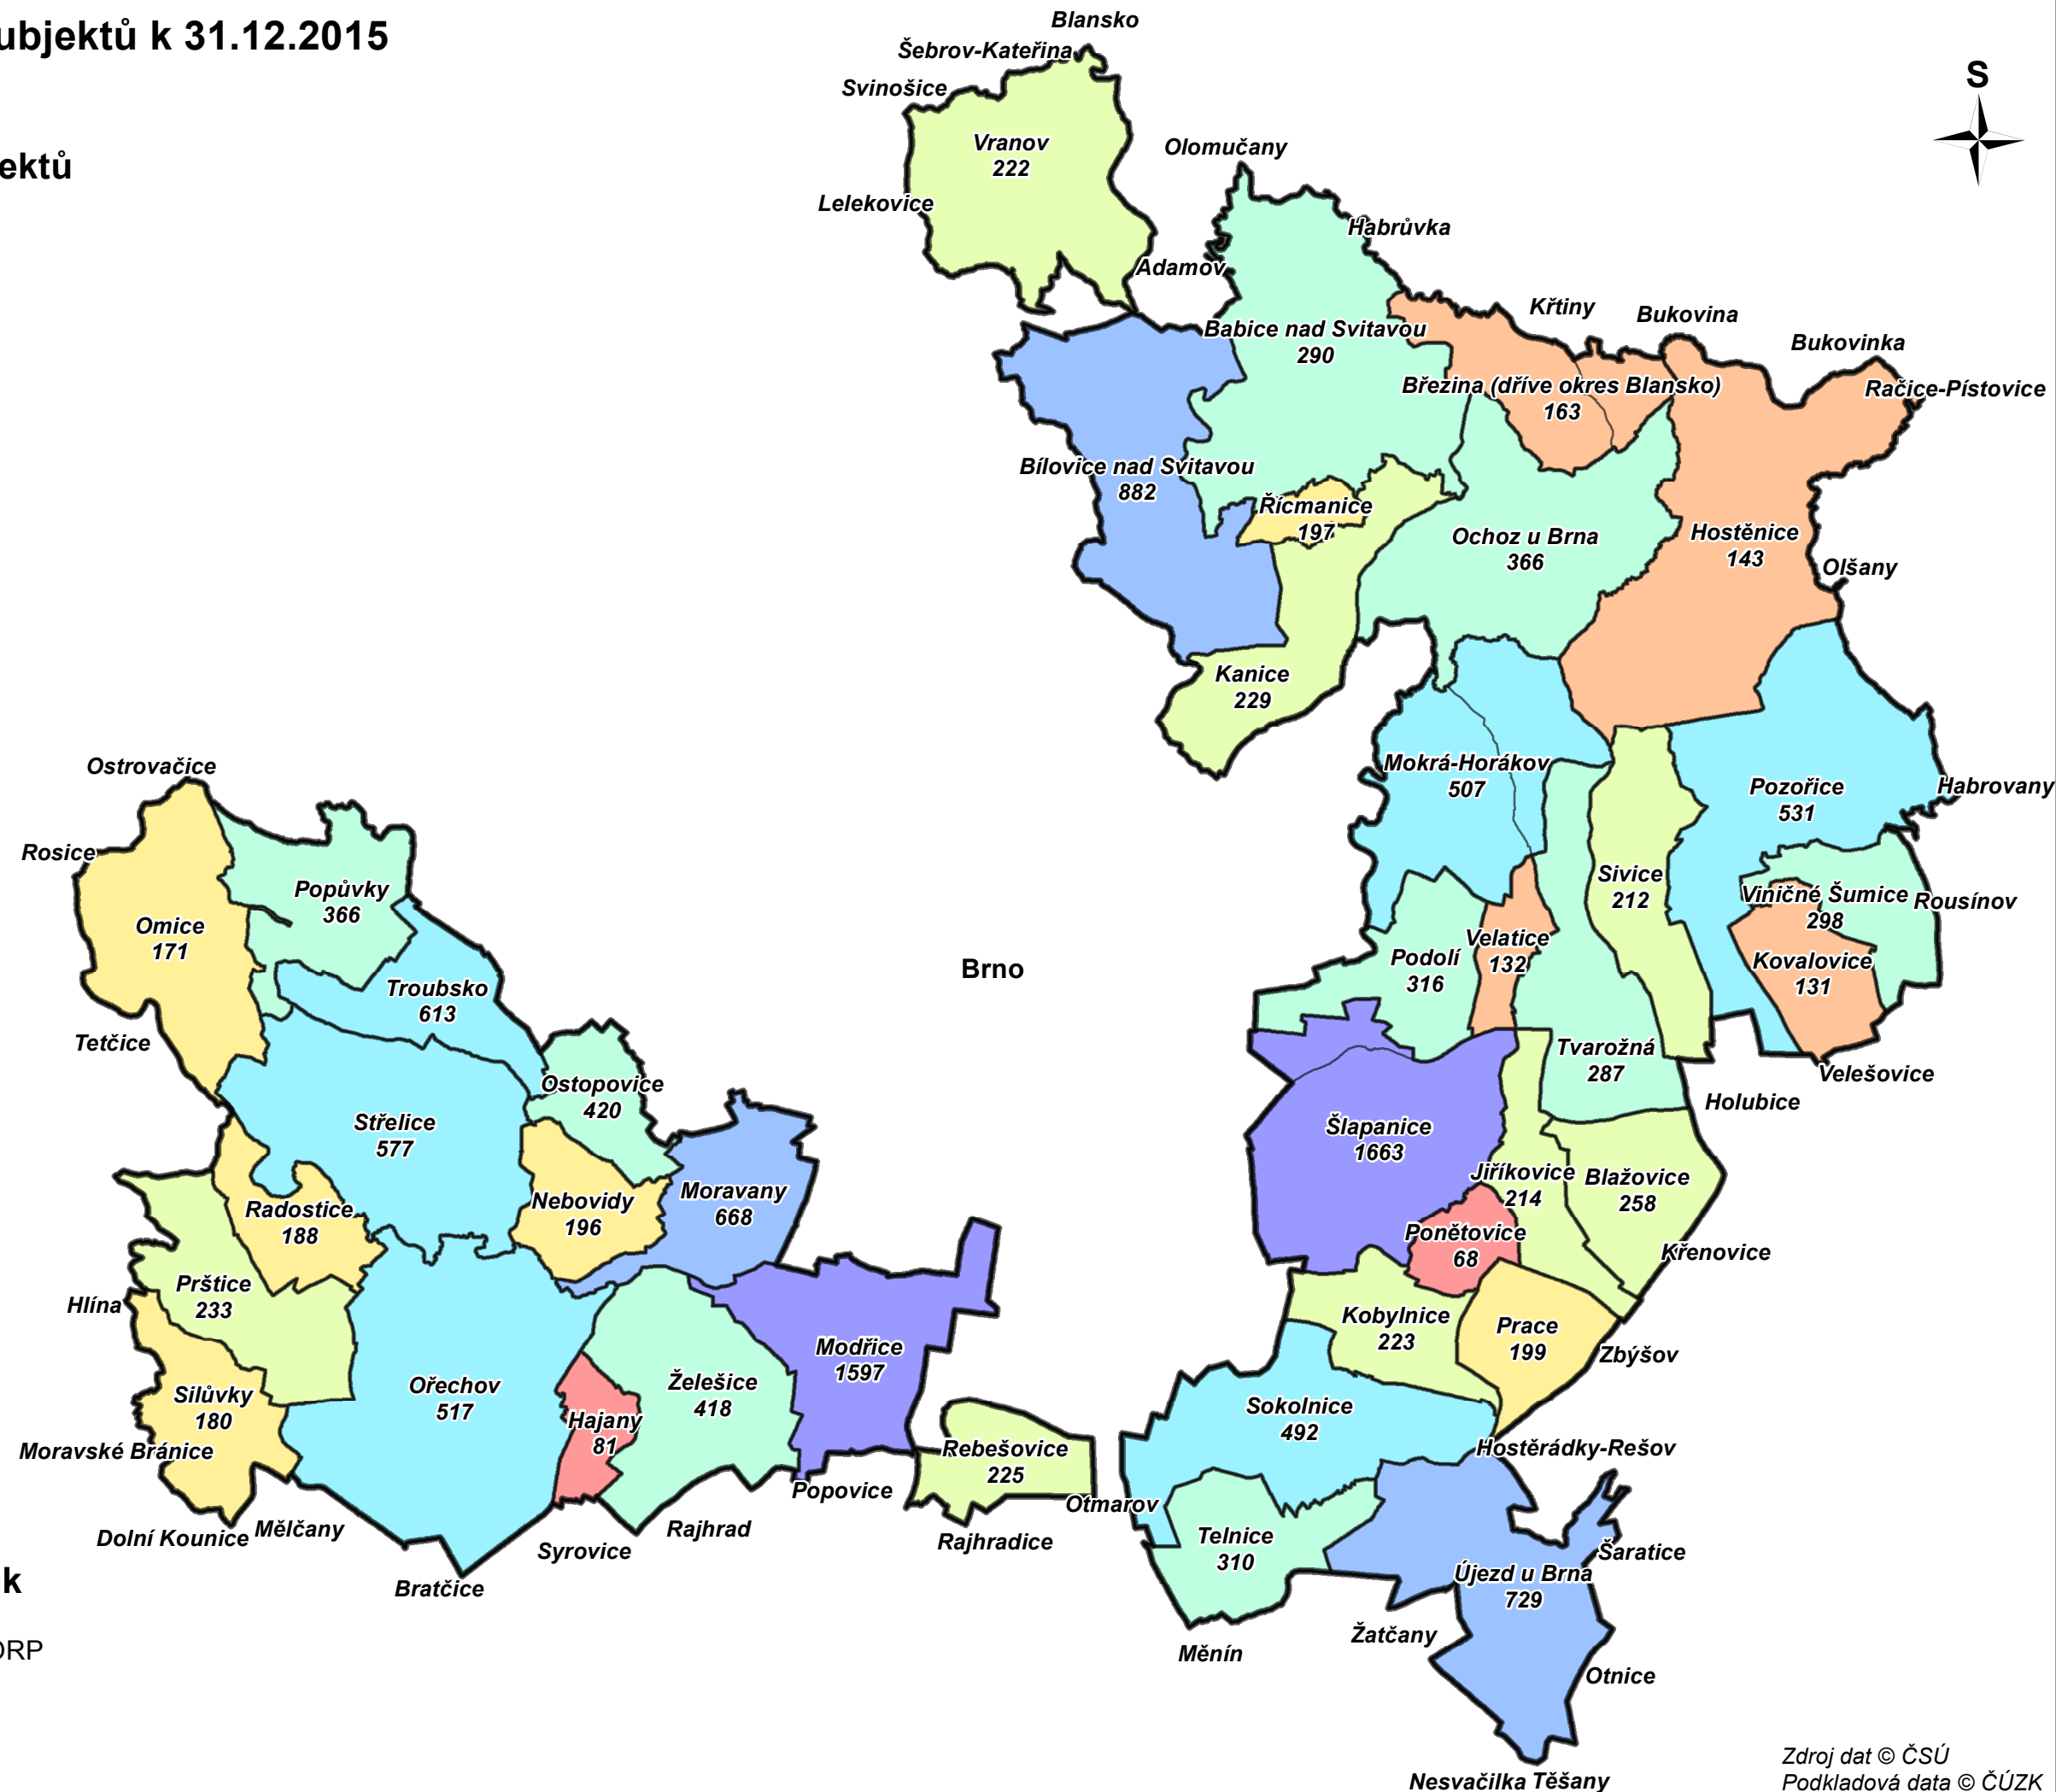 ubjektů k 31.12.2015
ektů
S
Blansko
Šebrov-Kateřina
Svinošice
Vranov
222
Olomučany
Lelekovice
Habrůvka
Adamov
Křtiny
Bukovina
Babice nad Svitavou
290
Bukovinka
Březina (dříve okres Blansko)
163
Račice-Pístovice
Bílovice nad Svitavou
882
Řícmanice
197
Ochoz u Brna
366
Hostěnice
143
Olšany
Kanice
229
Ostrovačice
Mokrá-Horákov
507
Pozořice
531
Habrovany
Rosice
Popůvky
366
Sivice
212
Viničné Šumice
298
Rousínov
Omice
171
Velatice
132
Podolí
316
Kovalovice
131
Brno
Troubsko
613
Tetčice
Tvarožná
287
Velešovice
Ostopovice
420
Holubice
Střelice
577
Šlapanice
1663
Jiříkovice
214
Blažovice
258
Nebovidy
196
Moravany
668
Radostice
188
Ponětovice
68
Křenovice
Prštice
233
Hlína
Kobylnice
223
Prace
199
Zbýšov
Modřice
1597
Silůvky
180
Ořechov
517
Želešice
418
Hajany
81
Sokolnice
492
Moravské Bránice
Rebešovice
225
Hostěrádky-Rešov
Popovice
Otmarov
Dolní Kounice
Mělčany
Rajhrad
Syrovice
Rajhradice
Telnice
310
Šaratice
Bratčice
k
Újezd u Brna
729
ORP
Žatčany
Měnín
Otnice
Nesvačilka
Těšany
Zdroj dat © ČSÚ
Podkladová data © ČÚZK